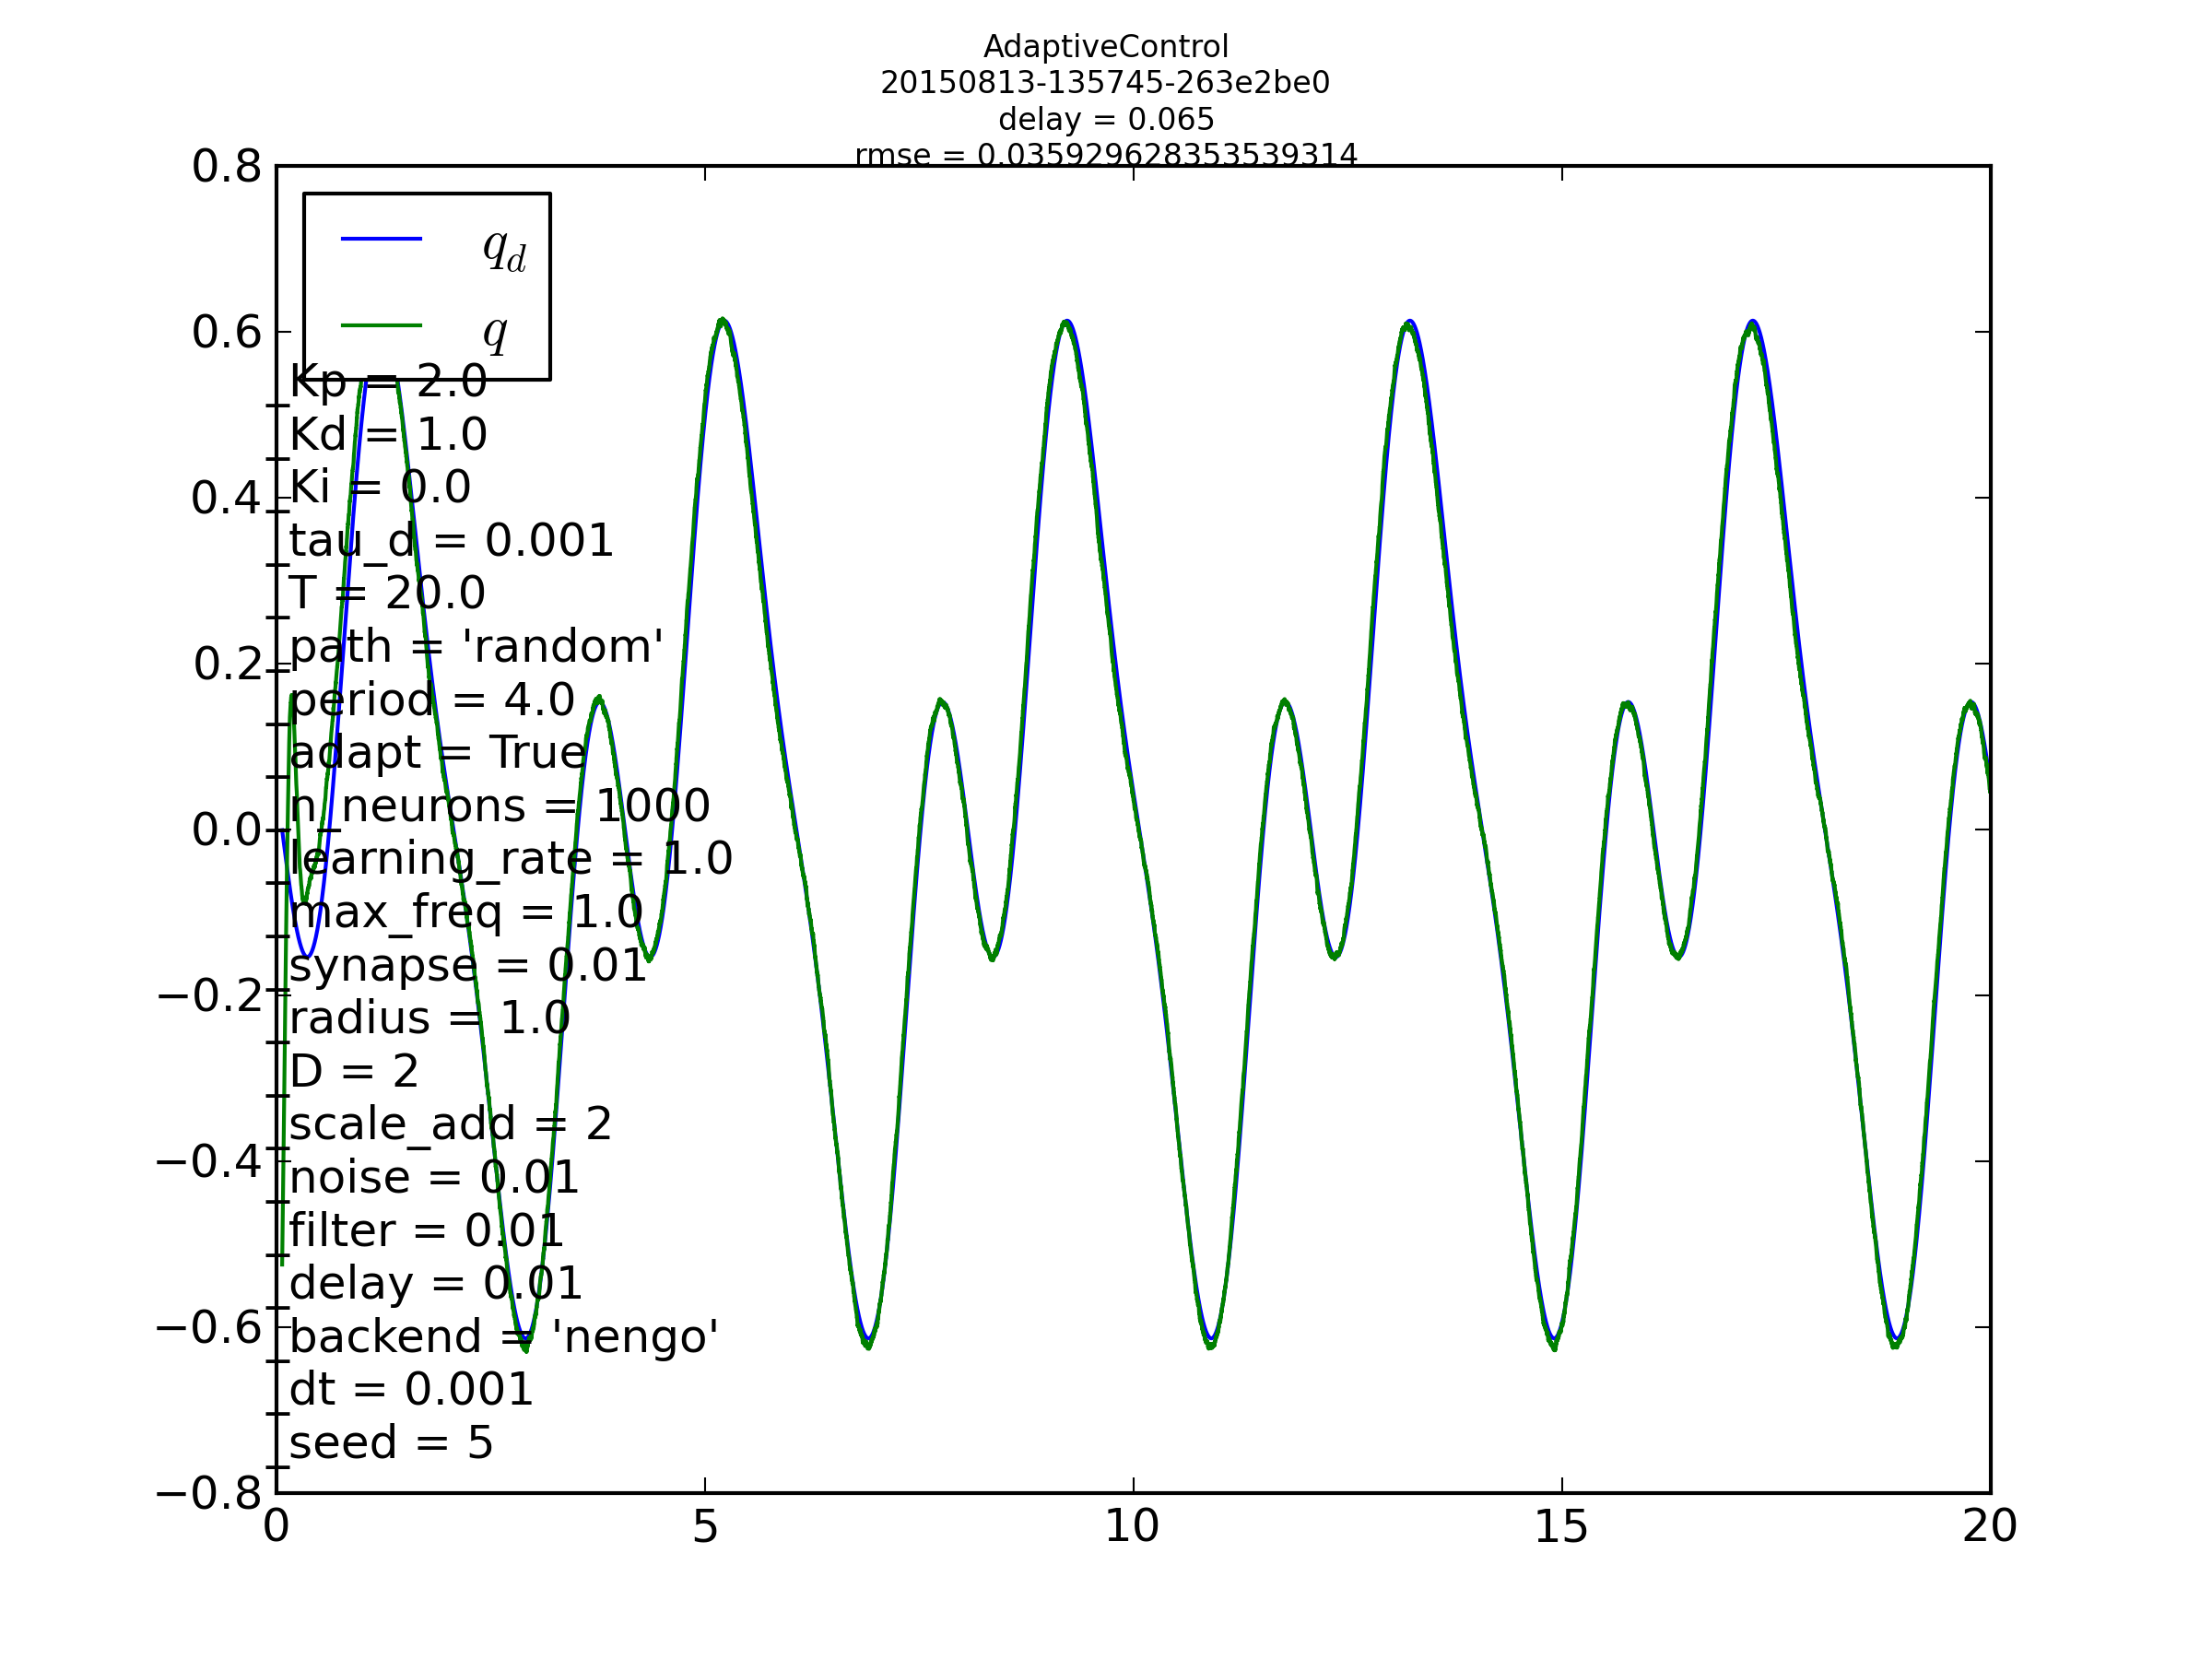 AdaptiveControl
20150813-135745-263e2be0
delay = 0.065
rmse = 0.035929628353539314
0.8
0.6
0.4
0.2
0.0
−0.2
−0.4
−0.6
−0.8
q_d
q
Kp = 2.0
Kd = 1.0
Ki = 0.0
tau_d = 0.001
T = 20.0
path = 'random'
period = 4.0
adapt = True
n_neurons = 1000
learning_rate = 1.0
max_freq = 1.0
synapse = 0.01
radius = 1.0
D = 2
scale_add = 2
noise = 0.01
filter = 0.01
delay = 0.01
backend = 'nengo'
dt = 0.001
seed = 5
0 5 10 15 20